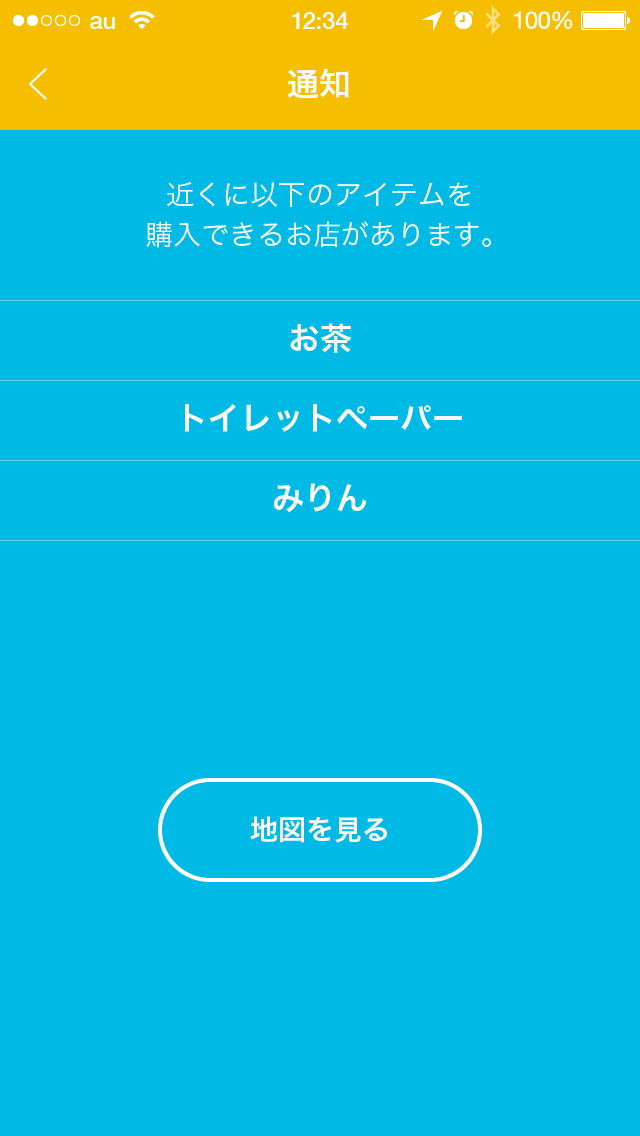 au 12:34 100%
通知
近くに以下のアイテムを
購入できるお店があります。
お茶
トイレットペーパー
みりん
地図を見る